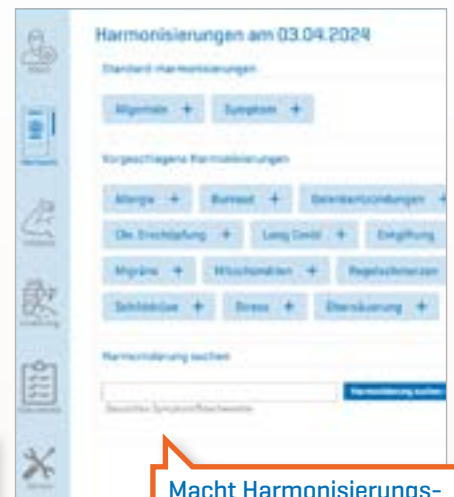 Harmonisierungen am 03.04.2024
Standard Harmonisierungen
Allgemein + Symptom +
Vorgeschlagene Harmonisierungen
Allergie + Burnout + Gelenkentzündungen +
Chr. Erschöpfung + Long Covid + Entgiftung
Migräne + Mitochondrien + Regelschmerzen
Schilddrüse + Stress + Übersäuerung +
Harmonisierung suchen
Harmonisierung suchen
Macht Harmonisierungs-